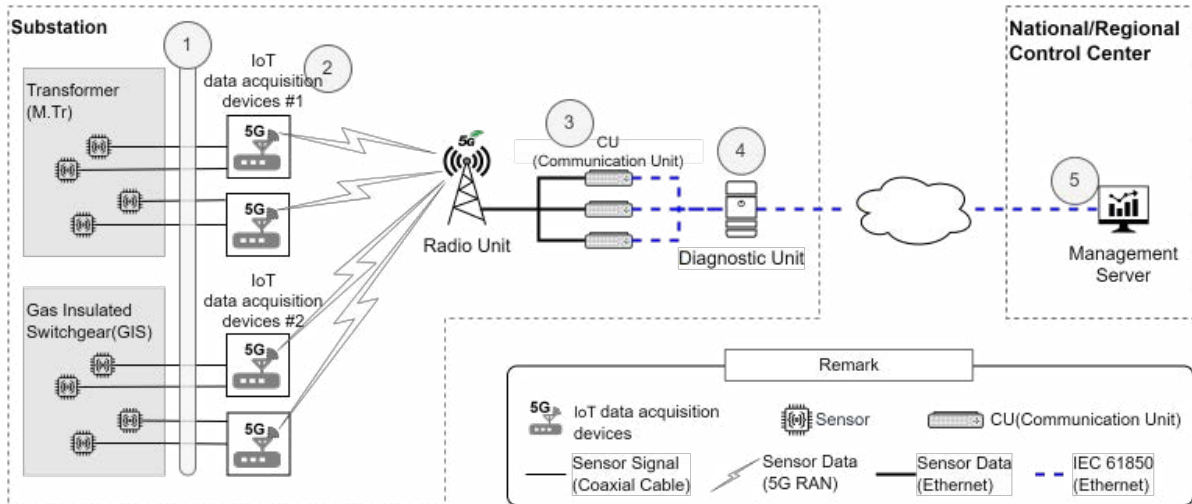 Substation
National/Regional
Control Center
1
2
3
4
5
IoT
data acquisition
devices #1
Transformer
(M.Tr)
5G
5G
5G
CU
(Communication Unit)
Radio Unit
Diagnostic Unit
Management
Server
IoT
data acquisition
devices #2
Gas Insulated
Switchgear(GIS)
5G
5G
Remark
5G
IoT data acquisition
devices
Sensor
CU(Communication Unit)
Sensor Signal
(Coaxial Cable)
Sensor Data
(5G RAN)
Sensor Data
(Ethernet)
IEC 61850
(Ethernet)